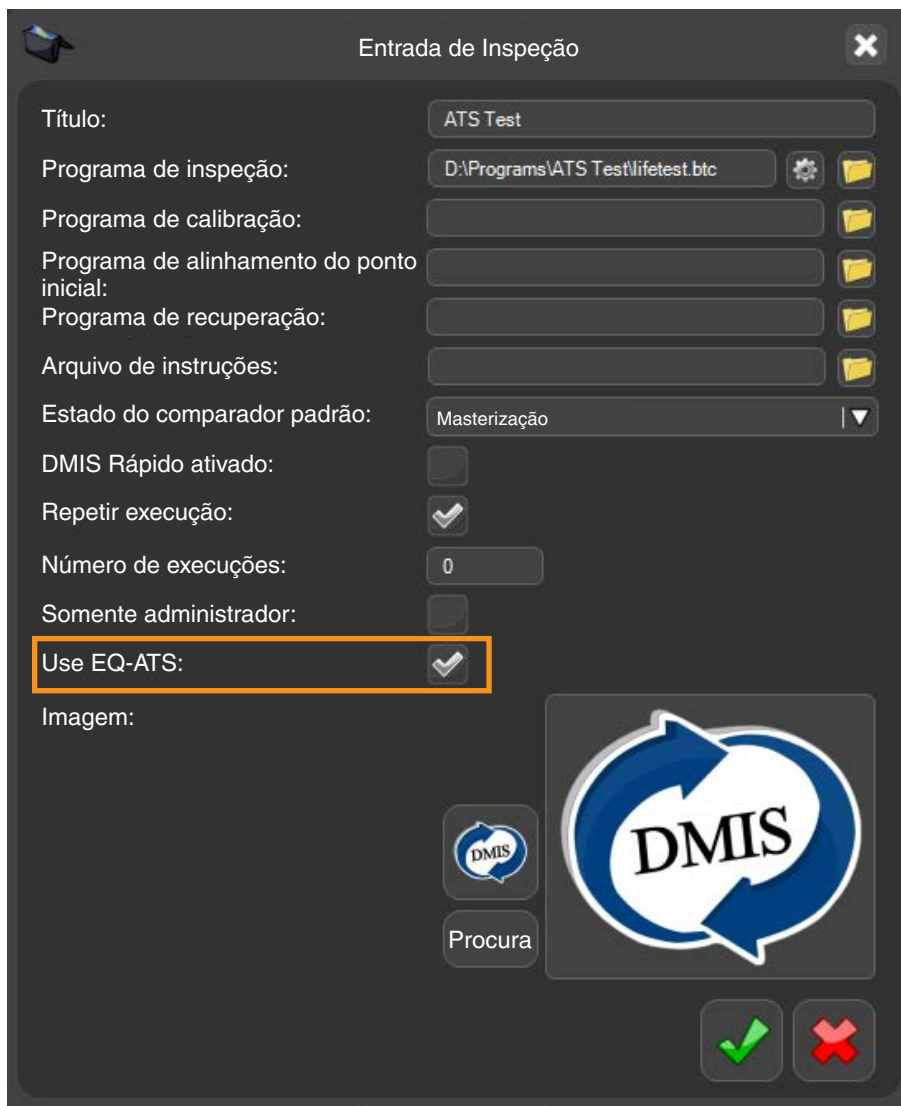 Entrada de Inspeção
Título: ATS Test
Programa de inspeção: D:\Programs\ATS Test\lifetest.btc
Programa de calibração:
Programa de alinhamento do ponto
inicial:
Programa de recuperação:
Arquivo de instruções:
Estado do comparador padrão: Masterização
DMIS Rápido ativado:
Repetir execução:
Número de execuções: 0
Somente administrador:
Use EQ-ATS:
Imagem:
DMIS
DMIS
Procura